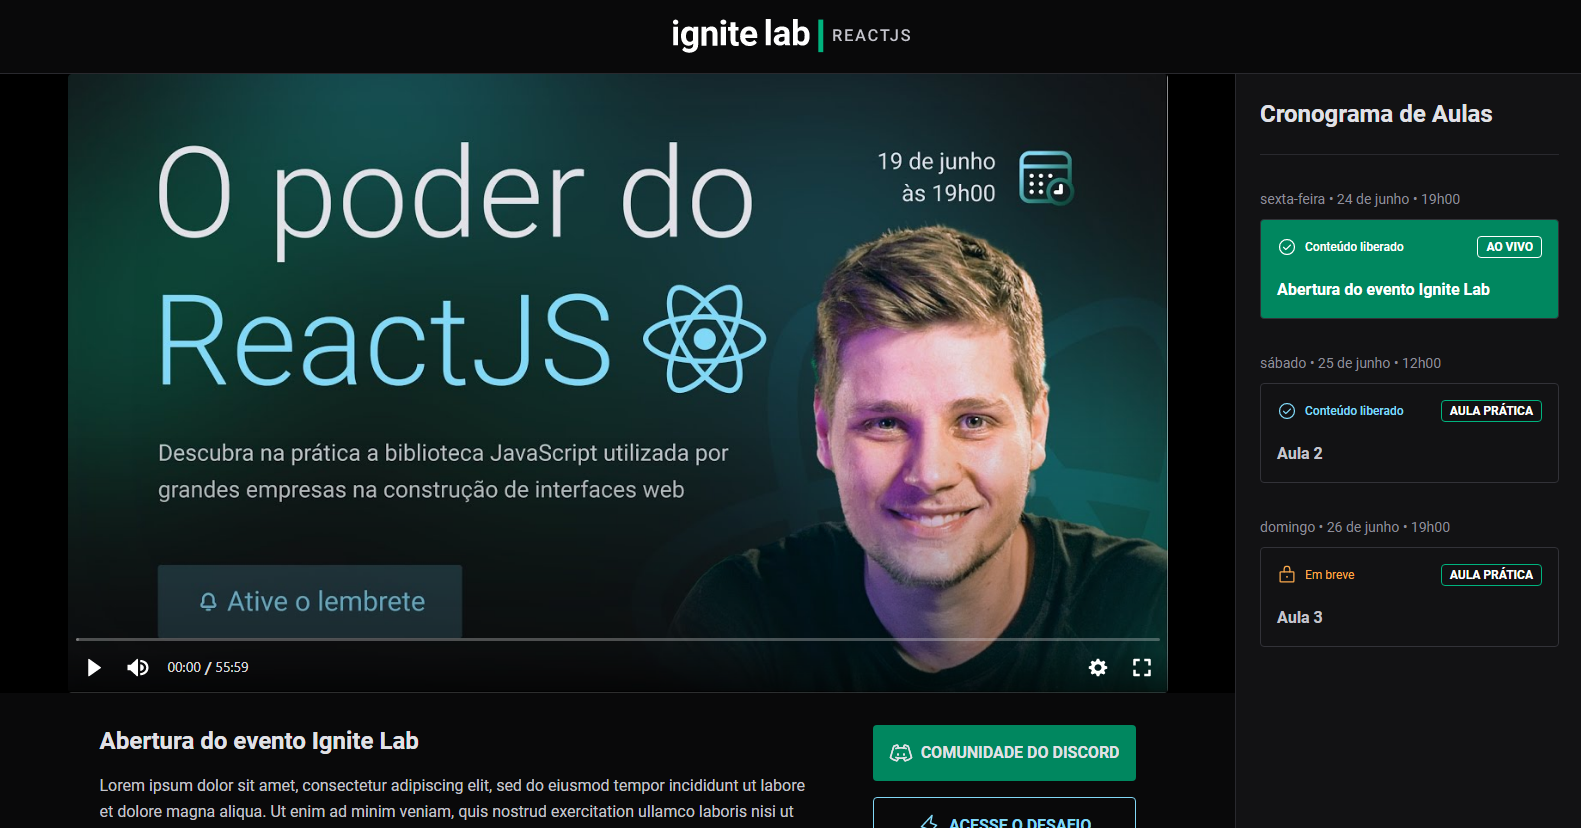 ignite lab REACTJS
O poder do
ReactJS
19 de junho
às 19h00
Descubra na prática a biblioteca JavaScript utilizada por
grandes empresas na construção de interfaces web
Ative o lembrete
00:00 / 55:59
Abertura do evento Ignite Lab
Lorem ipsum dolor sit amet, consectetur adipiscing elit, sed do eiusmod tempor incididunt ut labore
et dolore magna aliqua. Ut enim ad minim veniam, quis nostrud exercitation ullamco laboris nisi ut
COMUNIDADE DO DISCORD
ACESSE O DESAFIO
Cronograma de Aulas
sexta-feira • 24 de junho • 19h00
Conteúdo liberado AO VIVO
Abertura do evento Ignite Lab
sábado • 25 de junho • 12h00
Conteúdo liberado AULA PRÁTICA
Aula 2
domingo • 26 de junho • 19h00
Em breve AULA PRÁTICA
Aula 3